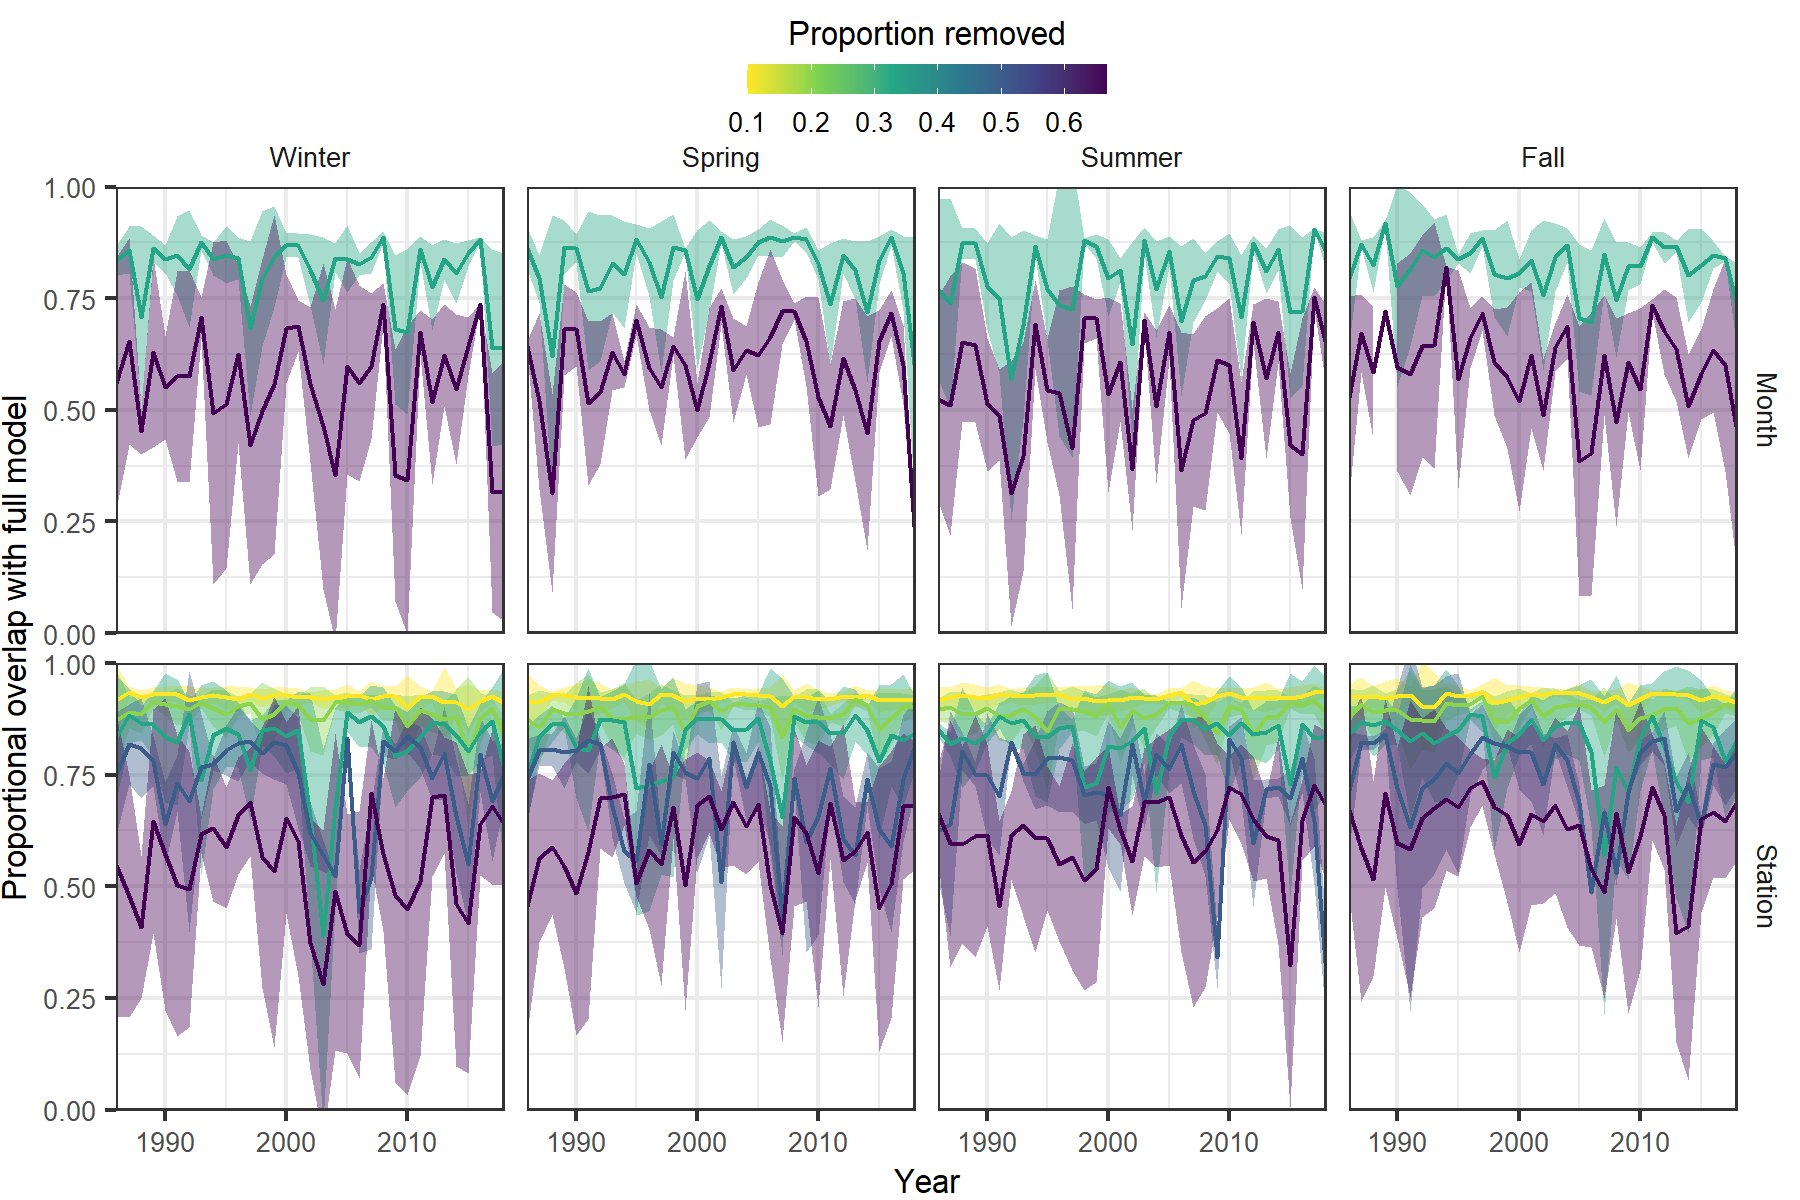 Proportion removed
0.1 0.2 0.3 0.4 0.5 0.6
Winter Spring Summer Fall
Proportional overlap with full model
1.00
0.75
0.50
0.25
0.00
Month
1.00
0.75
0.50
0.25
0.00
Station
1990 2000 2010 1990 2000 2010 1990 2000 2010 1990 2000 2010
Year